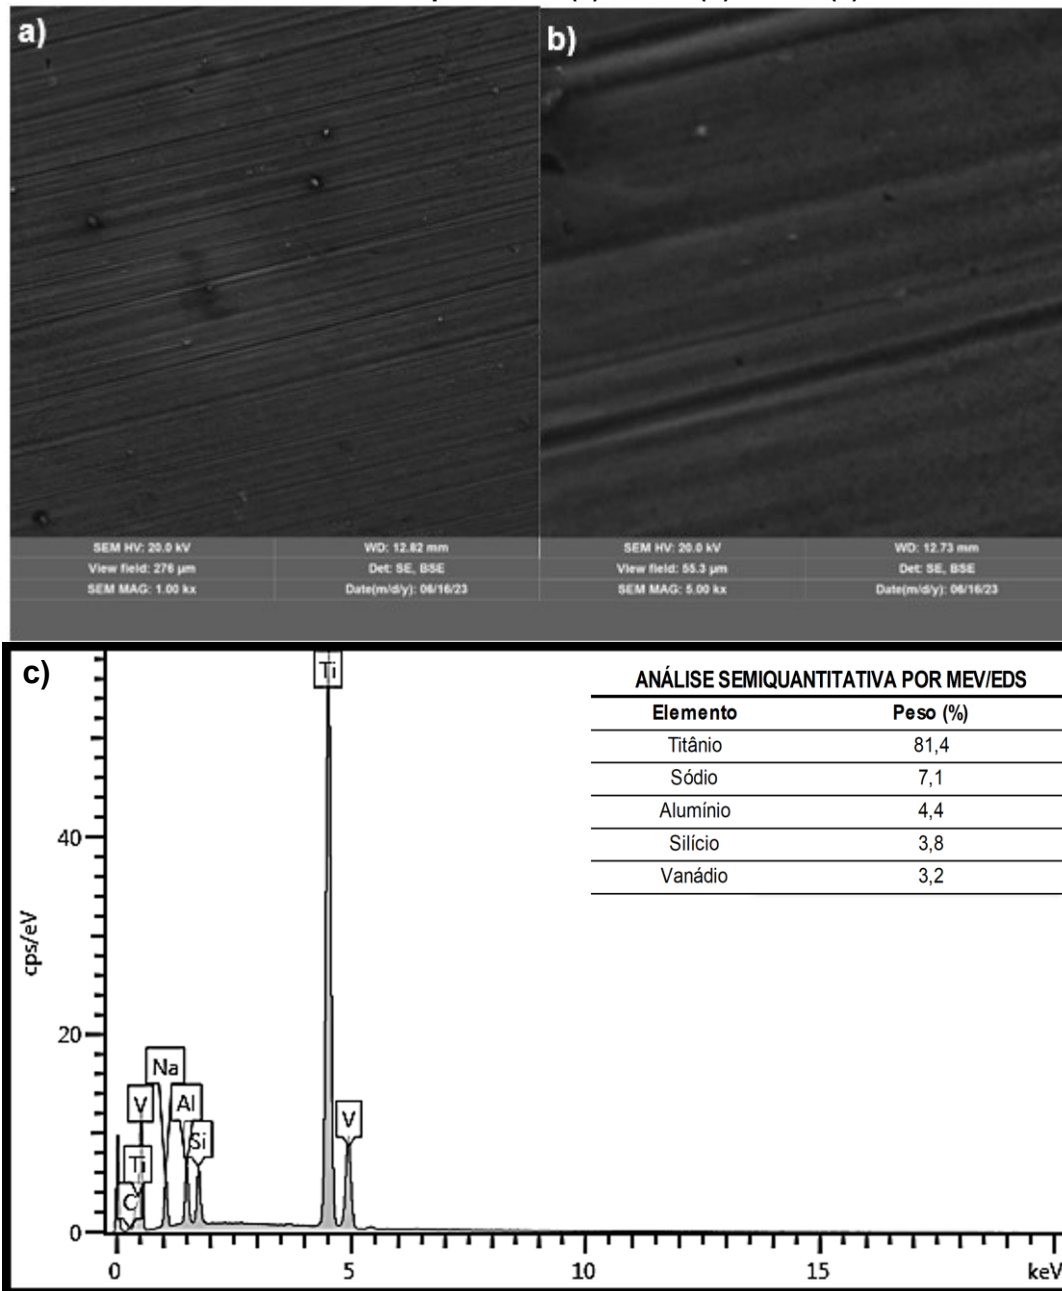 a)
b)
SEM HV: 20.0 kV WD: 12.82 mm
View field: 276 µm Det: SE, BSE
SEM MAG: 1.00 kx Date(m/d/y): 06/16/23
SEM HV: 20.0 kV WD: 12.73 mm
View field: 55.3 µm Det: SE, BSE
SEM MAG: 5.00 kx Date(m/d/y): 06/16/23
c)
ANÁLISE SEMIQUANTITATIVA POR MEV/EDS
Elemento Peso (%)
Titânio 81,4
Sódio 7,1
Alumínio 4,4
Silício 3,8
Vanádio 3,2
Ti
40
cps/eV
20
Na
V
Al
Si
V
Ti
C
0
0 5 10 15 keV